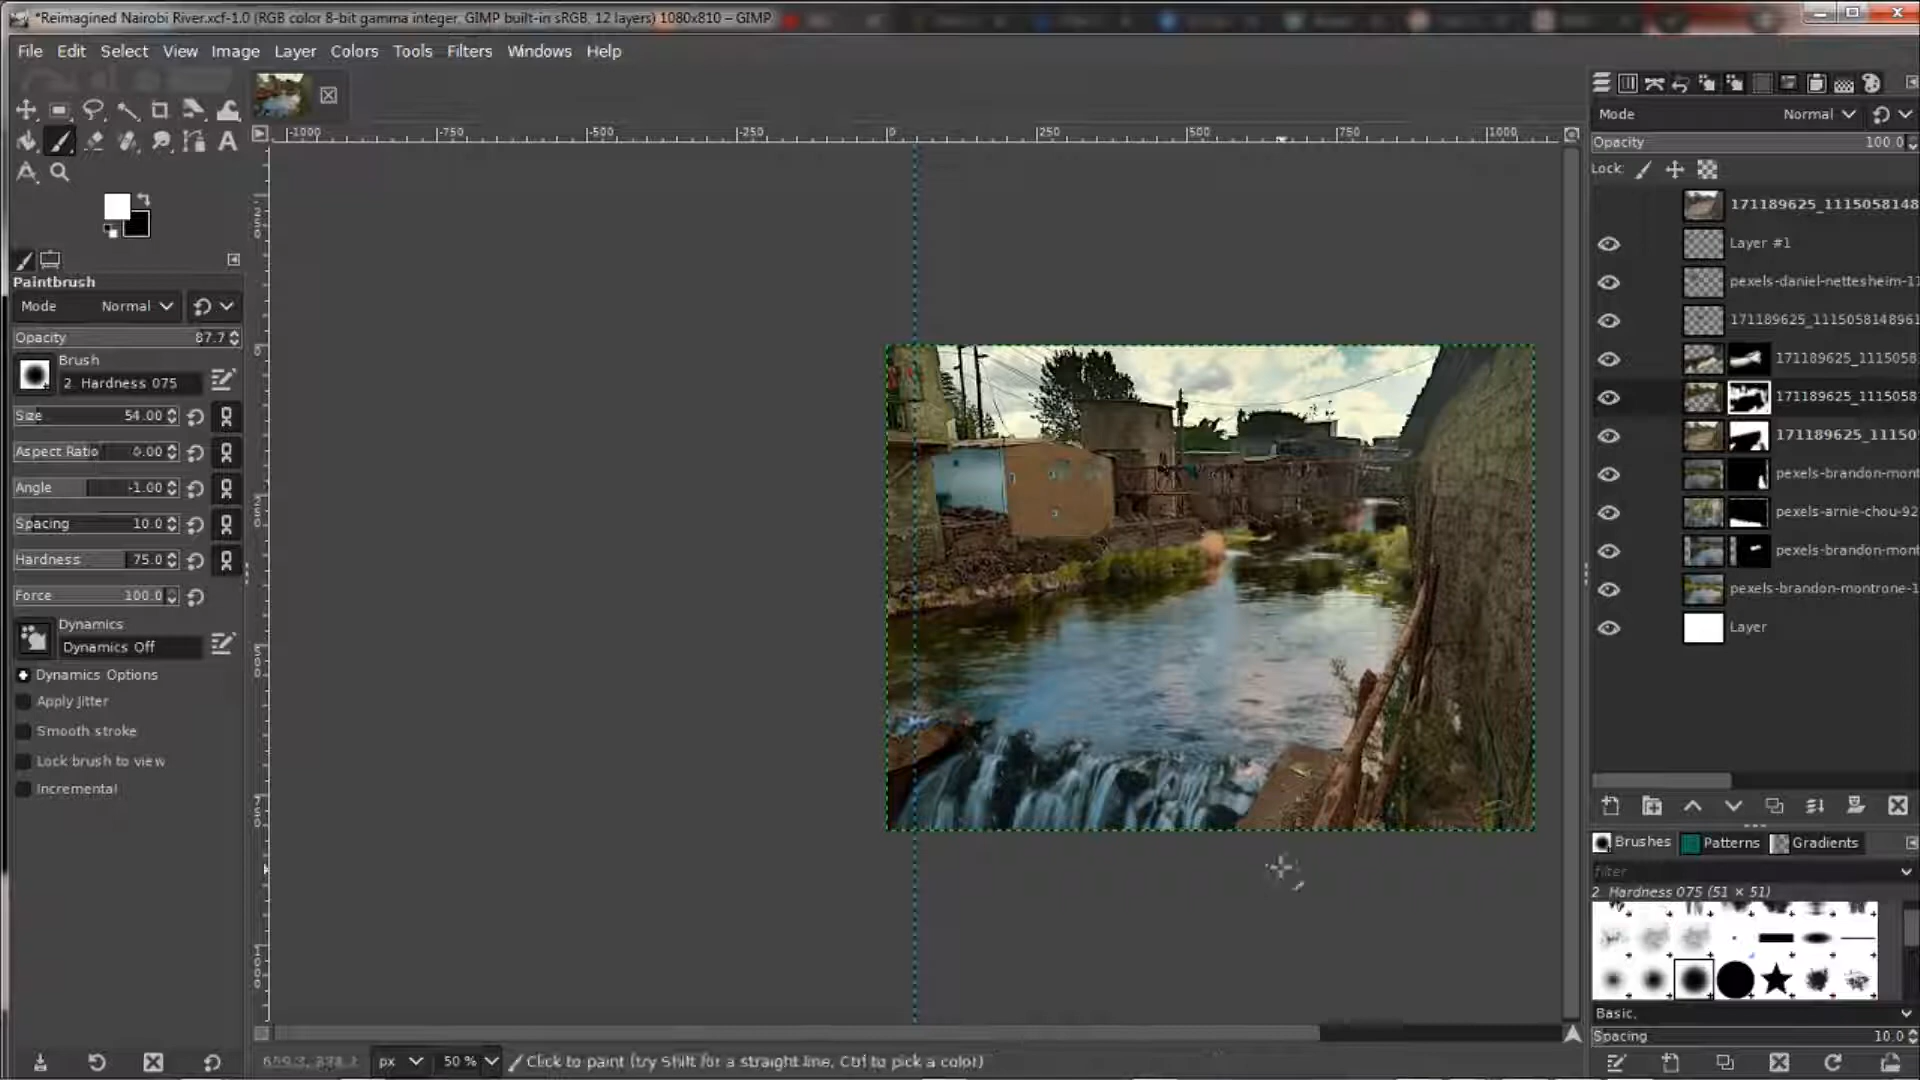 *Reimagined Nairobi River.xcf-1.0 (RGB color 8-bit gamma integer, GIMP built-in sRGB, 12 layers) 1080x810 – GIMP
File Edit Select View Image Layer Colors Tools Filters Windows Help
-1000 -750 -500 -250 0 250 500 750 1000
Mode Normal
Opacity 100.0
Lock:
171189625_1115058148
Layer #1
pexels-daniel-nettesheim-11
171189625_1115058148961
171189625_1115058
171189625_1115058
171189625_11150
pexels-brandon-mont
pexels-arnie-chou-92
pexels-brandon-mont
pexels-brandon-montrone-1
Layer
Paintbrush
Mode Normal
Opacity 87.7
Brush
2. Hardness 075
Size 54.00
Aspect Ratio 0.00
Angle -1.00
Spacing 10.0
Hardness 75.0
Force 100.0
Dynamics
Dynamics Off
Dynamics Options
Apply Jitter
Smooth stroke
Lock brush to view
Incremental
Brushes Patterns Gradients
filter
2. Hardness 075 (51 × 51)
Basic,
Spacing 10.0
px 50 % Click to paint (try Shift for a straight line, Ctrl to pick a color)